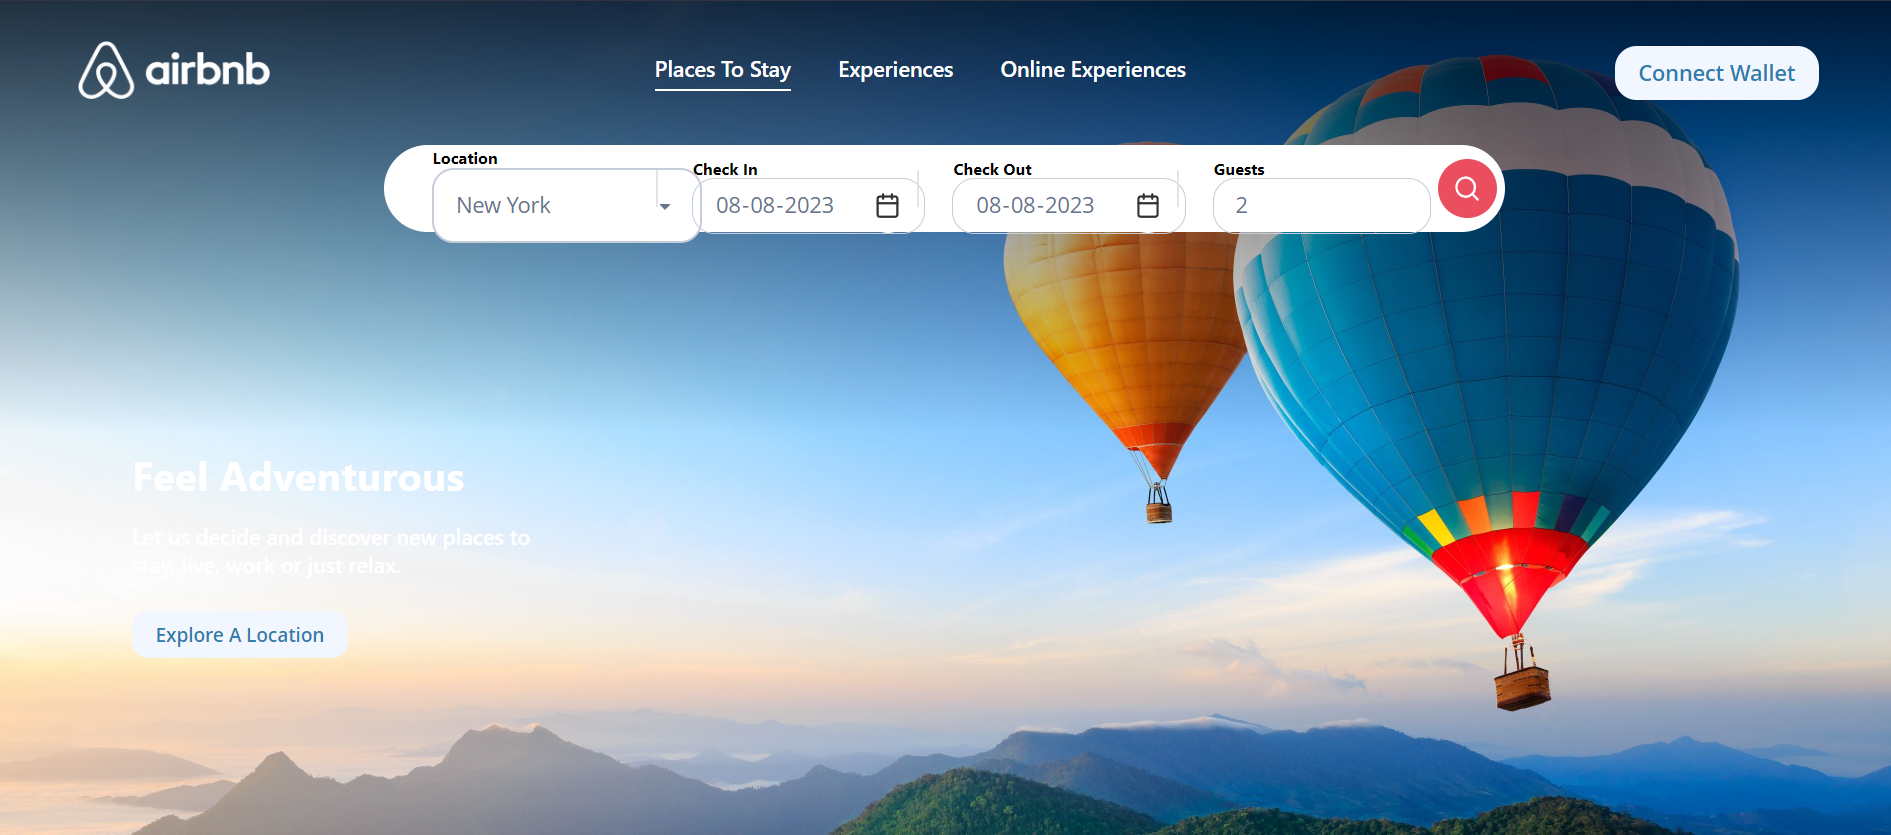 airbnb
Places To Stay
Experiences
Online Experiences
Connect Wallet
Location
Check In
Check Out
Guests
New York
08-08-2023
08-08-2023
2
Feel Adventurous
Let us decide and discover new places to
stay, live, work or just relax.
Explore A Location